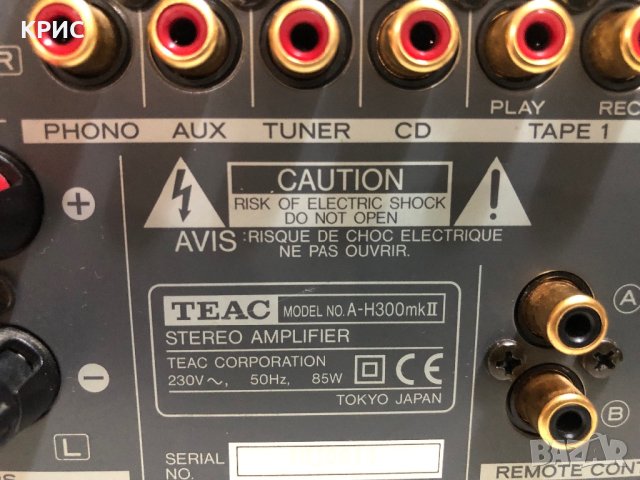 КРИС
R
PLAY REC
PHONO AUX TUNER CD TAPE 1
CAUTION
RISK OF ELECTRIC SHOCK
DO NOT OPEN
AVIS :RISQUE DE CHOC ELECTRIQUE
NE PAS OUVRIR.
+
TEAC MODEL NO. A-H300mkII
STEREO AMPLIFIER
TEAC CORPORATION
230V~, 50Hz, 85W CE
TOKYO JAPAN
A
−
B
L
SERIAL
NO.
REMOTE CONT
BAZAR